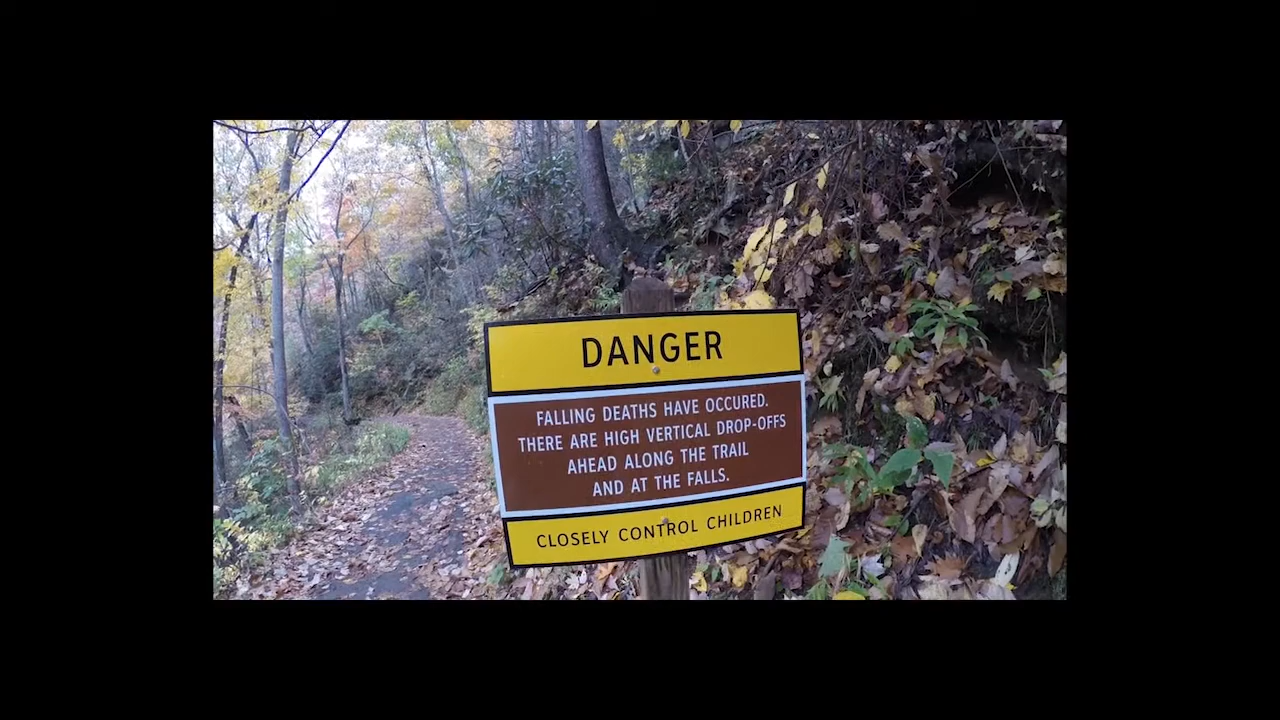 DANGER
FALLING DEATHS HAVE OCCURED.
THERE ARE HIGH VERTICAL DROP-OFFS
AHEAD ALONG THE TRAIL
AND AT THE FALLS.
CLOSELY CONTROL CHILDREN